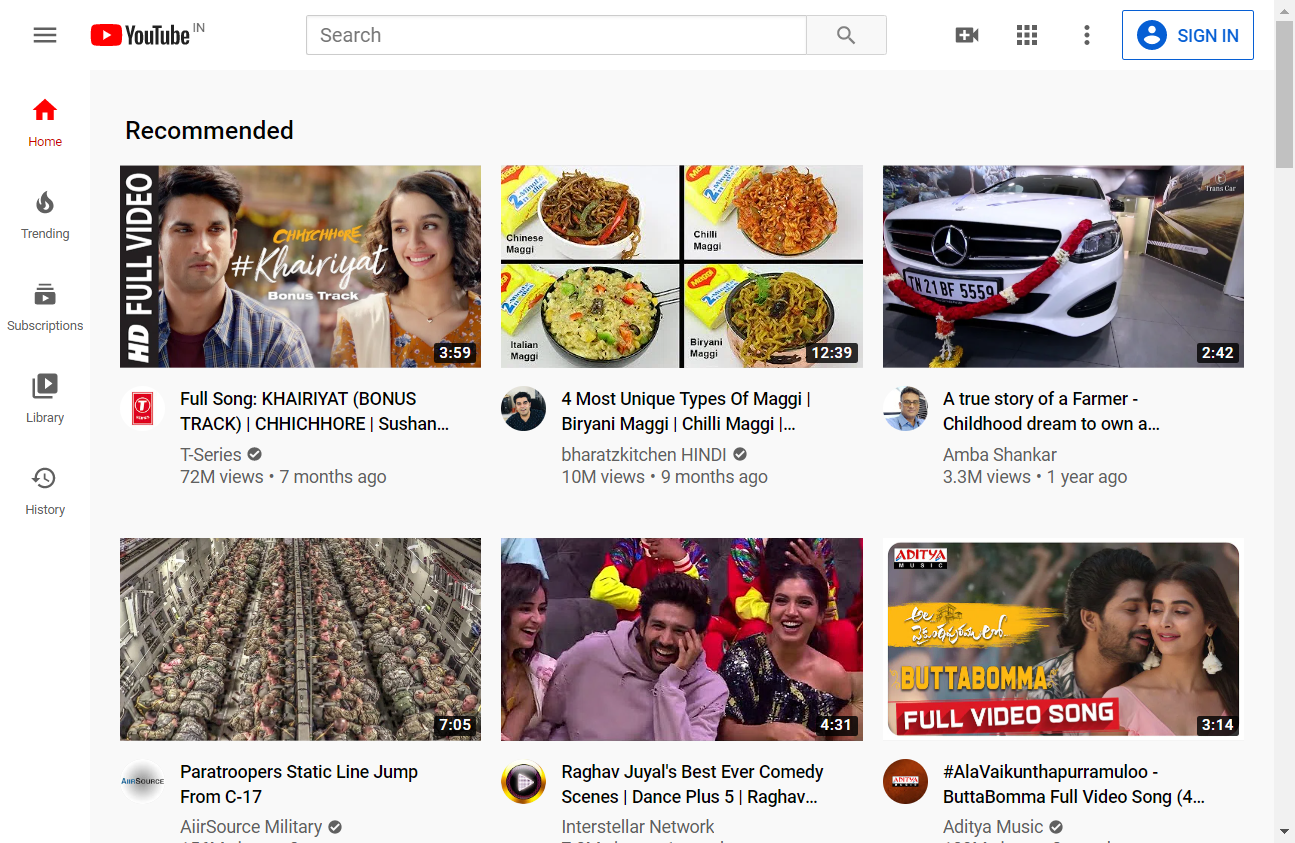 YouTube IN
Search
SIGN IN
Home
Trending
Subscriptions
Library
History
Recommended
HD FULL VIDEO
CHHICHHORE
#Khairiyat
Bonus Track
3:59
Full Song: KHAIRIYAT (BONUS
TRACK) | CHHICHHORE | Sushan...
T-Series
72M views • 7 months ago
Chinese
Maggi
Chilli
Maggi
Italian
Maggi
Biryani
Maggi
12:39
4 Most Unique Types Of Maggi |
Biryani Maggi | Chilli Maggi |...
bharatzkitchen HINDI
10M views • 9 months ago
Trans Car
TN 21 BF 5559
2:42
A true story of a Farmer -
Childhood dream to own a...
Amba Shankar
3.3M views • 1 year ago
7:05
AIIRSOURCE
Paratroopers Static Line Jump
From C-17
AiirSource Military
4:31
Raghav Juyal's Best Ever Comedy
Scenes | Dance Plus 5 | Raghav...
Interstellar Network
ADITYA
MUSIC
అల
వైకుంఠపురములో..
BUTTABOMMA
FULL VIDEO SONG
3:14
#AlaVaikunthapurramuloo -
ButtaBomma Full Video Song (4...
Aditya Music